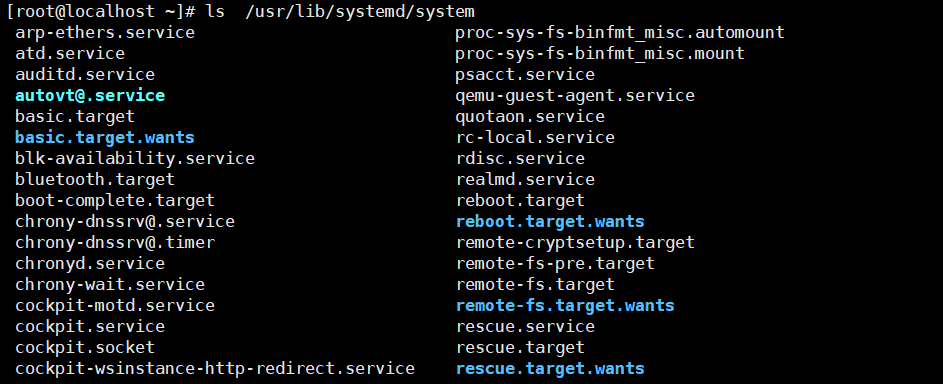 [root@localhost ~]# ls  /usr/lib/systemd/system
arp-ethers.service proc-sys-fs-binfmt_misc.automount
atd.service proc-sys-fs-binfmt_misc.mount
auditd.service psacct.service
autovt@.service qemu-guest-agent.service
basic.target quotaon.service
basic.target.wants rc-local.service
blk-availability.service rdisc.service
bluetooth.target realmd.service
boot-complete.target reboot.target
chrony-dnssrv@.service reboot.target.wants
chrony-dnssrv@.timer remote-cryptsetup.target
chronyd.service remote-fs-pre.target
chrony-wait.service remote-fs.target
cockpit-motd.service remote-fs.target.wants
cockpit.service rescue.service
cockpit.socket rescue.target
cockpit-wsinstance-http-redirect.service rescue.target.wants